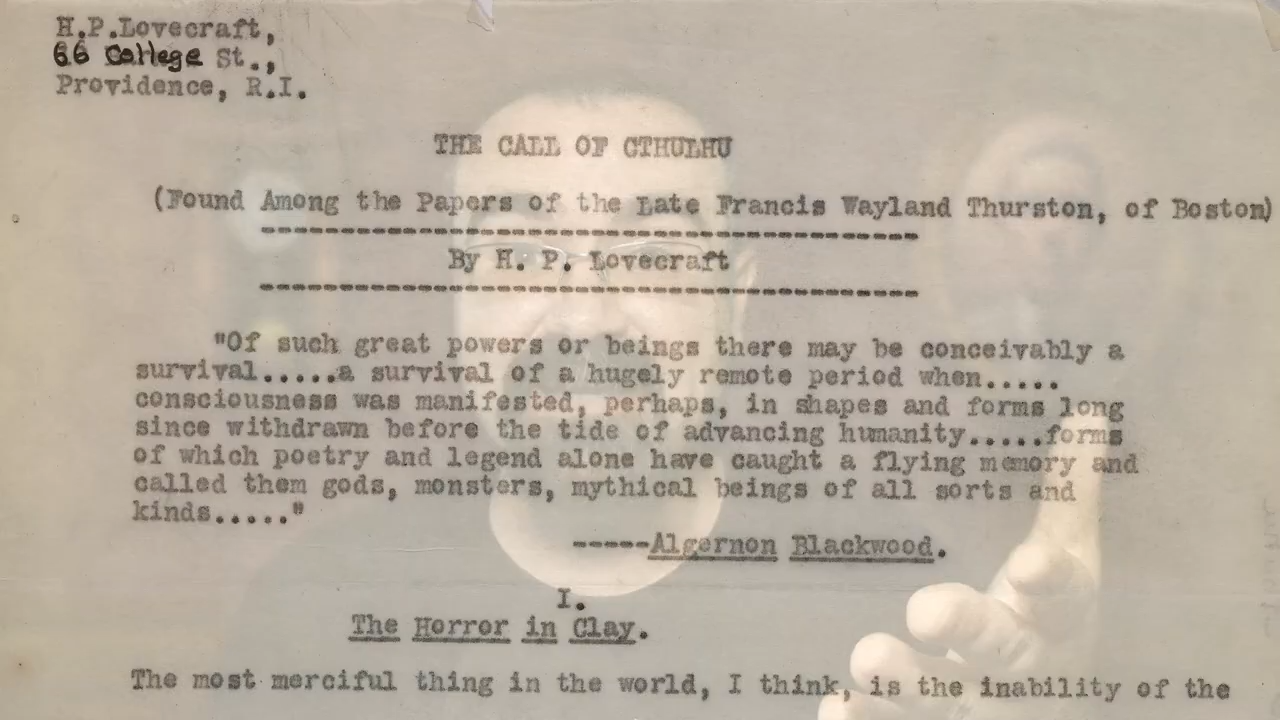 H.P.Lovecraft,
66 College St.,
Providence, R.I.
THE CALL OF CTHULHU
(Found Among the Papers of the Late Francis Wayland Thurston, of Boston)
---------------------------------------------
By H. P. Lovecraft
---------------------------------------------
"Of such great powers or beings there may be conceivably a
survival.....a survival of a hugely remote period when.....
consciousness was manifested, perhaps, in shapes and forms long
since withdrawn before the tide of advancing humanity.....forms
of which poetry and legend alone have caught a flying memory and
called them gods, monsters, mythical beings of all sorts and
kinds....."
-----Algernon Blackwood.
I.
The Horror in Clay.
The most merciful thing in the world, I think, is the inability of the